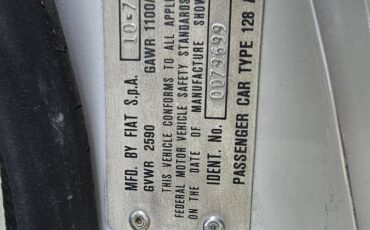 MFD. BY FIAT S.p.A. 10-7
GVWR 2590 GAWR 1100
THIS VEHICLE CONFORMS TO ALL APPL
FEDERAL MOTOR VEHICLE SAFETY STANDARDS
ON THE DATE OF MANUFACTURE SHOW
IDENT. No. 0079699
PASSENGER CAR TYPE 128 A